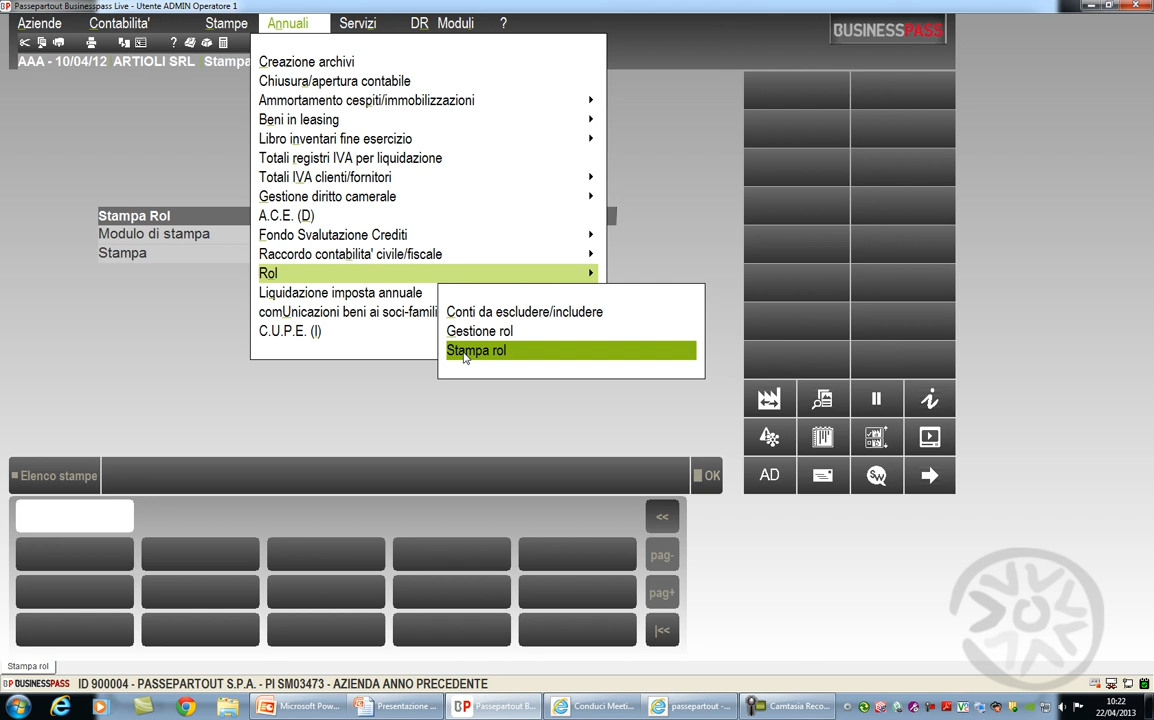 Passepartout Businesspass Live - Utente ADMIN Operatore 1
Aziende Contabilita' Stampe Annuali Servizi DR Moduli ?
BUSINESSPASS
AAA - 10/04/12 ARTIOLI SRL Stampa
Creazione archivi
Chiusura/apertura contabile
Ammortamento cespiti/immobilizzazioni
Beni in leasing
Libro inventari fine esercizio
Totali registri IVA per liquidazione
Totali IVA clienti/fornitori
Gestione diritto camerale
A.C.E. (D)
Fondo Svalutazione Crediti
Raccordo contabilita' civile/fiscale
Rol
Liquidazione imposta annuale
comUnicazioni beni ai soci-famili
C.U.P.E. (I)
Conti da escludere/includere
Gestione rol
Stampa rol
Stampa Rol
Modulo di stampa
Stampa
AD
SW
Elenco stampe
OK
<<
pag-
pag+
|<<
Stampa rol
BP BUSINESSPASS ID 900004 - PASSEPARTOUT S.P.A. - PI SM03473 - AZIENDA ANNO PRECEDENTE
Microsoft Pow...
Presentazione ...
Passepartout B...
Conduci Meeti...
passepartout -...
Camtasia Reco...
10:22
22/04/2013